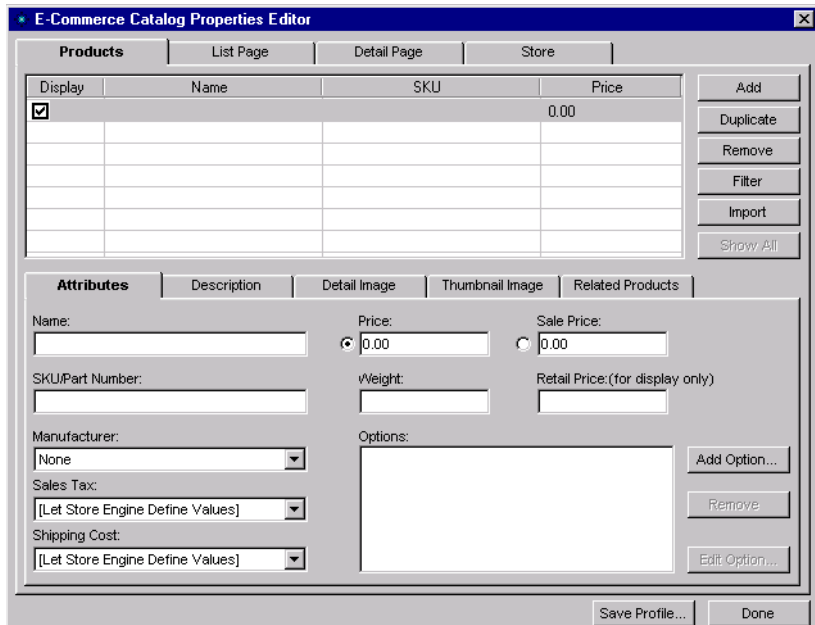 E-Commerce Catalog Properties Editor
Products List Page Detail Page Store
Display Name SKU Price
0.00
Add
Duplicate
Remove
Filter
Import
Show All
Attributes Description Detail Image Thumbnail Image Related Products
Name: Price: Sale Price:
0.00 0.00
SKU/Part Number: Weight: Retail Price:(for display only)
Manufacturer: Options:
None
Add Option...
Sales Tax:
[Let Store Engine Define Values]
Remove
Shipping Cost:
[Let Store Engine Define Values]
Edit Option...
Save Profile... Done